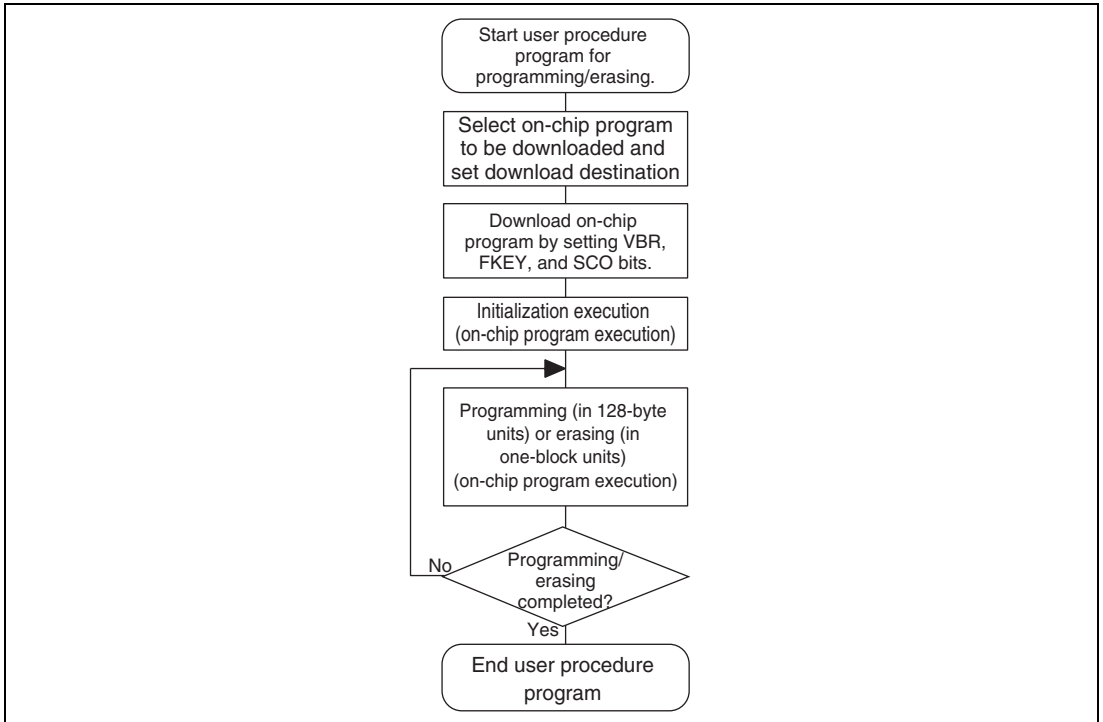 Start user procedure
program for
programming/erasing.
Select on-chip program
to be downloaded and
set download destination
Download on-chip
program by setting VBR,
FKEY, and SCO bits.
Initialization execution
(on-chip program execution)
Programming (in 128-byte
units) or erasing (in
one-block units)
(on-chip program execution)
No
Programming/
erasing
completed?
Yes
End user procedure
program